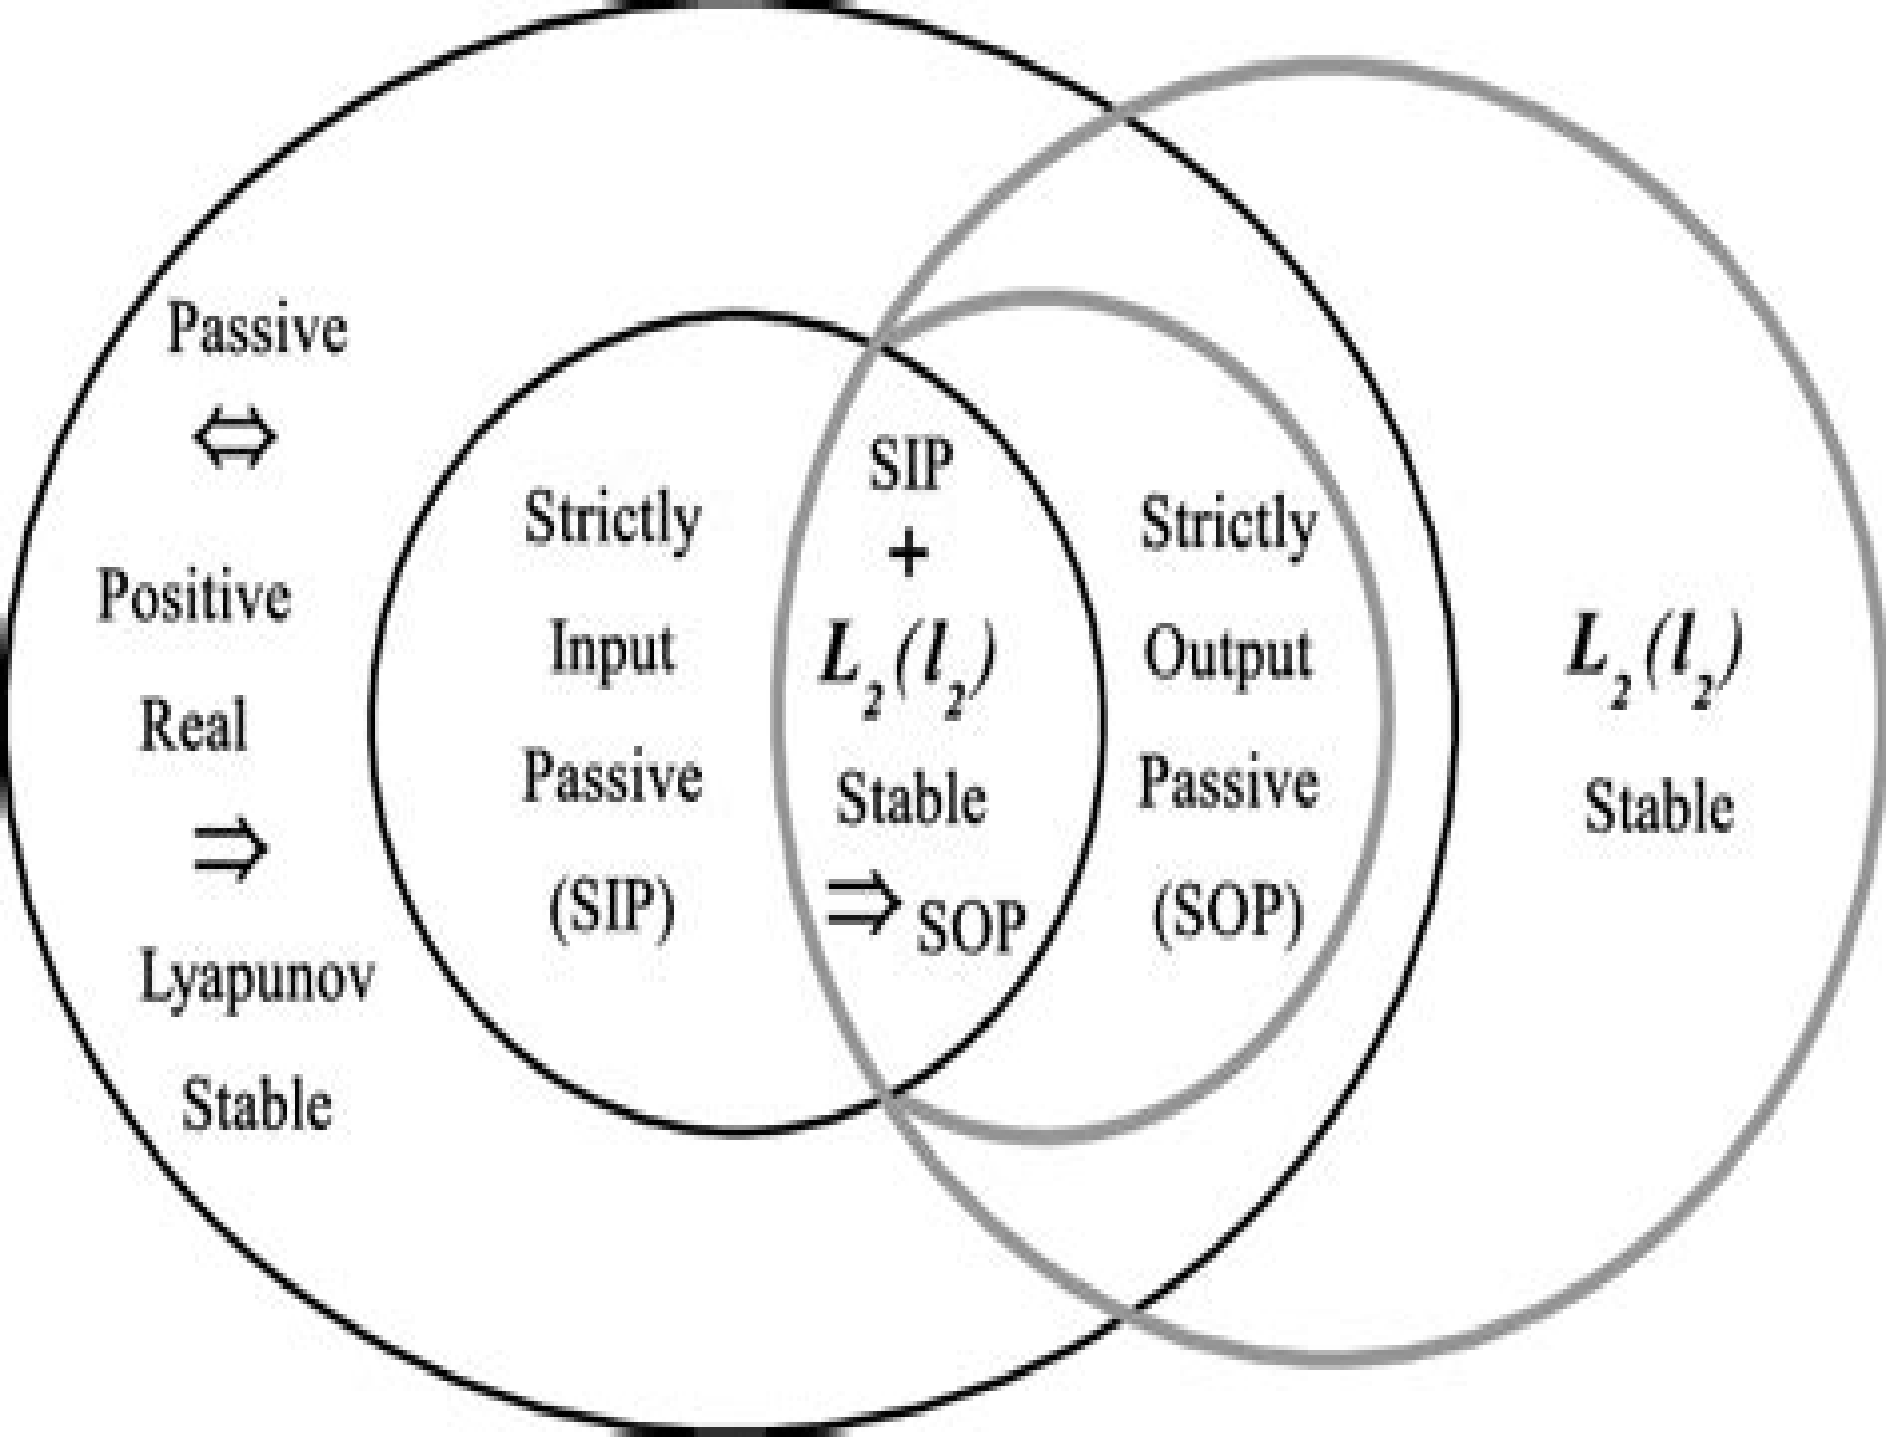 Passive
⇔
Positive
Real
⇒
Lyapunov
Stable
Strictly
Input
Passive
(SIP)
SIP
+
L₂(l₂)
Stable
⇒ SOP
Strictly
Output
Passive
(SOP)
L₂(l₂)
Stable